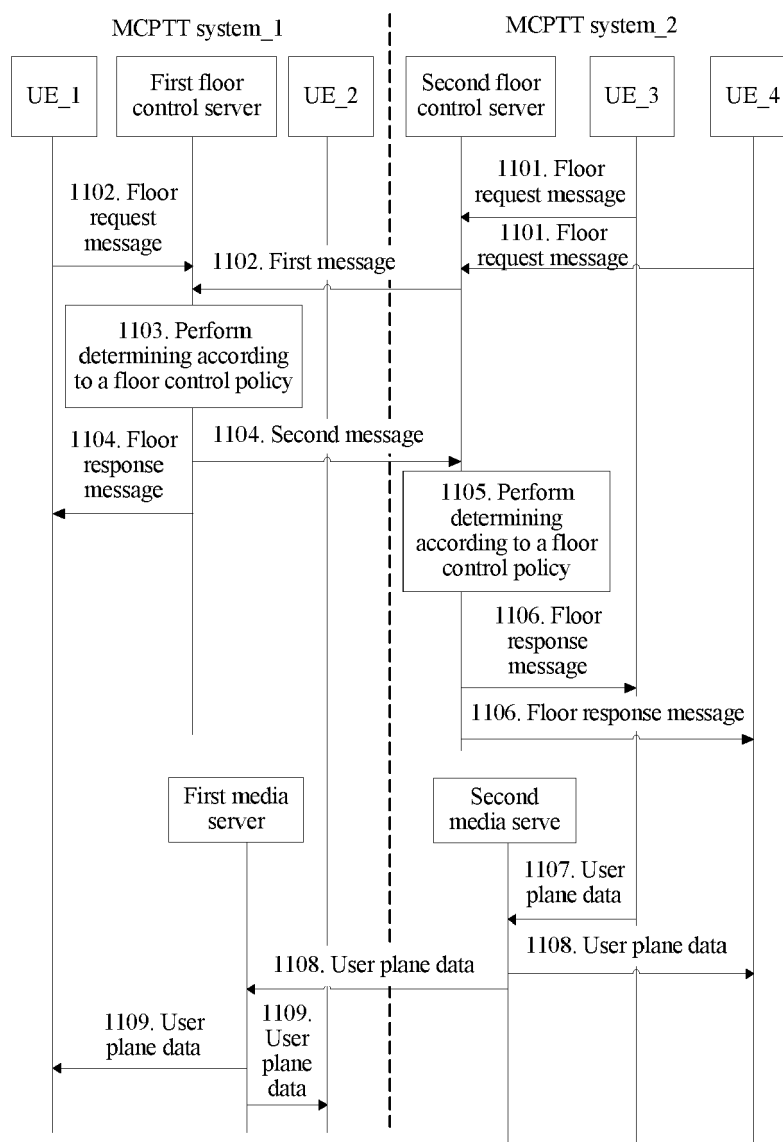 MCPTT system_1
MCPTT system_2
UE_1
First floor
control server
UE_2
Second floor
control server
UE_3
UE_4
1101. Floor
request message
1102. Floor
request
message
1101. Floor
request message
1102. First message
1103. Perform
determining according
to a floor control policy
1104. Floor
response
message
1104. Second message
1105. Perform
determining
according to a floor
control policy
1106. Floor
response
message
1106. Floor response message
First media
server
Second
media serve
1107. User
plane data
1108. User plane data
1108. User plane data
1109. User
plane data
1109.
User
plane
data